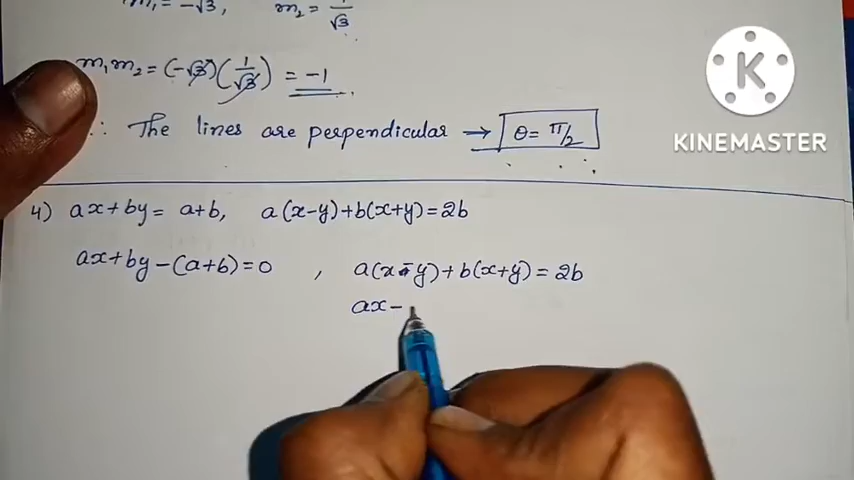 m₁ = -√3, m₂ = 1/√3
m₁m₂ = (-√3)(1/√3) = -1
∴ The lines are perpendicular → θ = π/2
4) ax+by = a+b, a(x-y)+b(x+y)=2b
ax+by-(a+b)=0 , a(x-y)+b(x+y)=2b
ax-
KINEMASTER